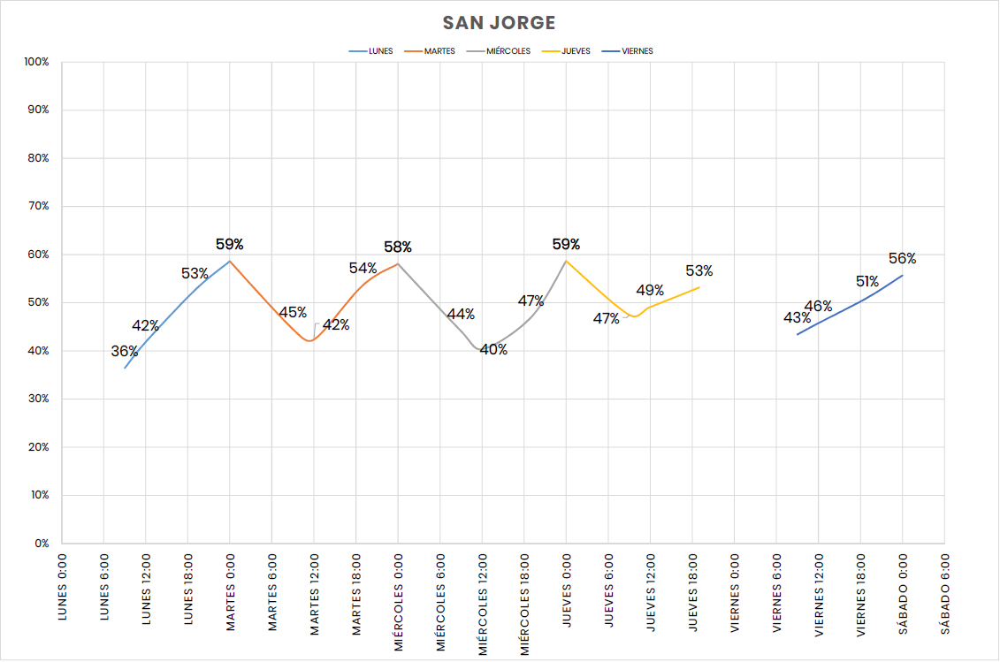 SAN JORGE
LUNES MARTES MIÉRCOLES JUEVES VIERNES
100%
90%
80%
70%
60%
50%
40%
30%
20%
10%
0%
36%
42%
53%
59%
45%
42%
54%
58%
44%
40%
47%
59%
47%
49%
53%
43%
46%
51%
56%
LUNES 0:00
LUNES 6:00
LUNES 12:00
LUNES 18:00
MARTES 0:00
MARTES 6:00
MARTES 12:00
MARTES 18:00
MIÉRCOLES 0:00
MIÉRCOLES 6:00
MIÉRCOLES 12:00
MIÉRCOLES 18:00
JUEVES 0:00
JUEVES 6:00
JUEVES 12:00
JUEVES 18:00
VIERNES 0:00
VIERNES 6:00
VIERNES 12:00
VIERNES 18:00
SÁBADO 0:00
SÁBADO 6:00